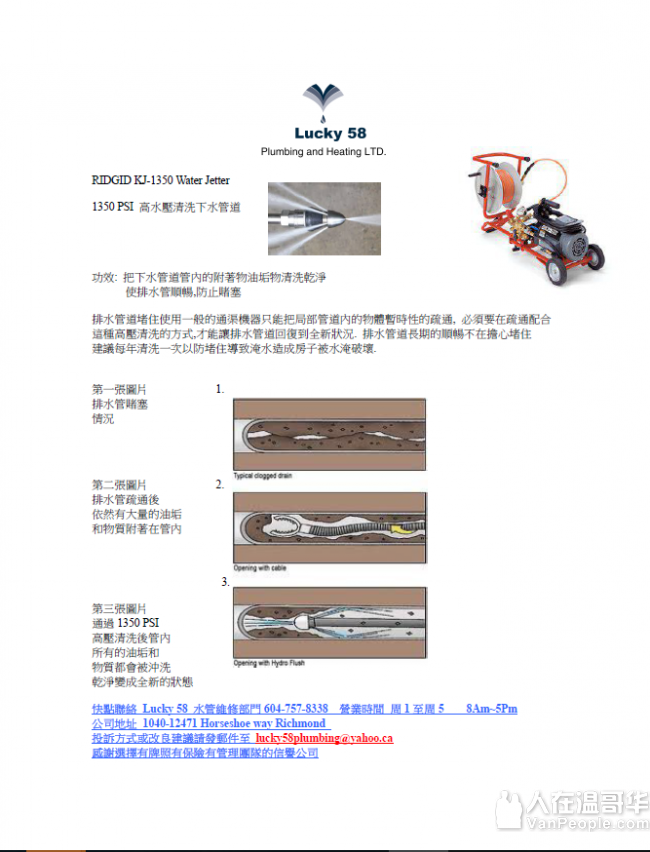 Lucky 58
Plumbing and Heating LTD.
RIDGID KJ-1350 Water Jetter
1350 PSI 高水壓清洗下水管道
功效: 把下水管道管內的附著物油垢物清洗乾淨
使排水管順暢,防止賭塞
排水管道堵住使用一般的通渠機器只能把局部管道內的物體暫時性的疏通, 必須要在疏通配合
這種高壓清洗的方式,才能讓排水管道回復到全新狀況. 排水管道長期的順暢不在擔心堵住
建議每年清洗一次以防堵住導致淹水造成房子被水淹破壞.
第一張圖片
排水管賭塞
情況
1.
Typical clogged drain
第二張圖片
排水管疏通後
依然有大量的油垢
和物質附著在管內
2.
Opening with cable
3.
第三張圖片
通過 1350 PSI
高壓清洗後管內
所有的油垢和
物質都會被沖洗
乾淨變成全新的狀態
Opening with Hydro Flush
快點聯絡 Lucky 58 水管維修部門 604-757-8338 營業時間 周 1 至周 5 8Am~5Pm
公司地址 1040-12471 Horseshoe way Richmond
投訴方式或改良建議請發郵件至 lucky58plumbing@yahoo.ca
感謝選擇有牌照有保險有管理團隊的信譽公司
人在温哥华
VanPeople.com